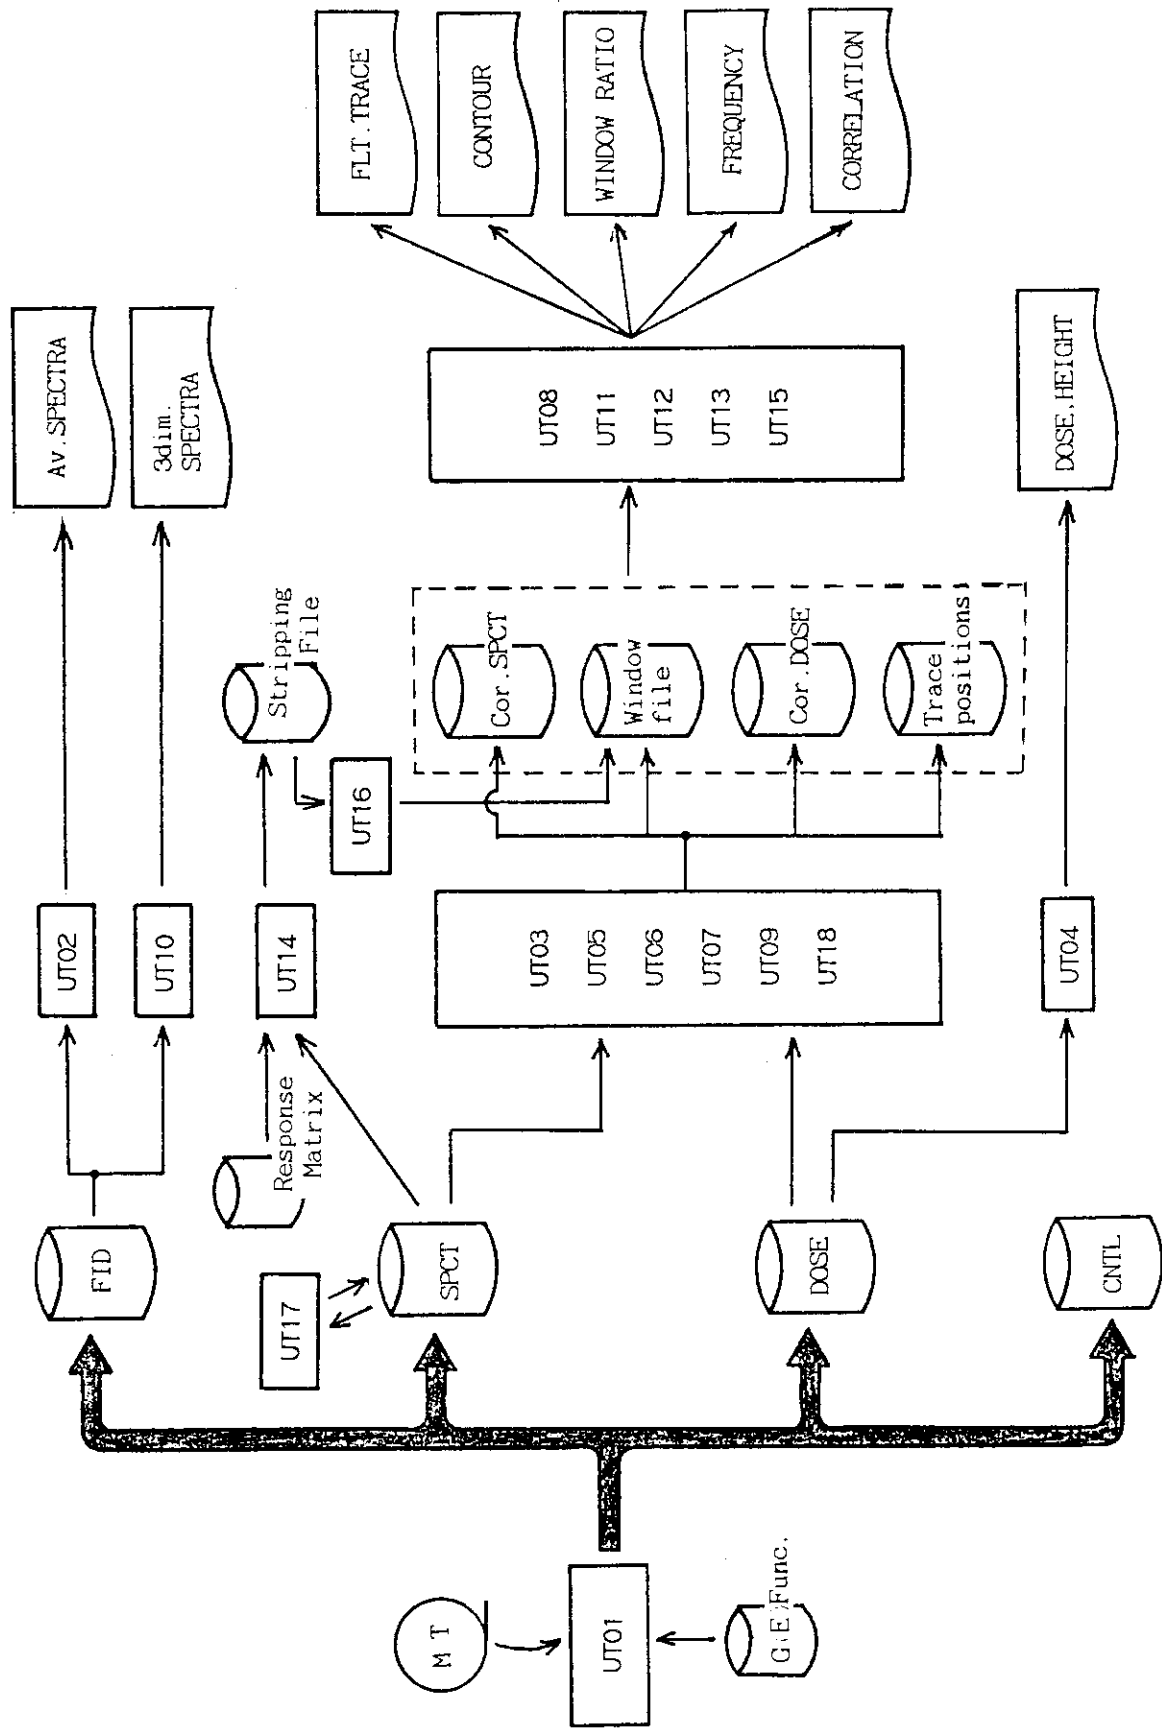 M T
UT01
G(E)Func.
FID
UT17
SPCT
DOSE
CNTL
Response
Matrix
UT02
UT10
UT14
UT03
UT05
UT06
UT07
UT09
UT18
UT04
UT16
Stripping
File
Cor.SPCT
Window
file
Cor.DOSE
Trace
positions
UT08
UT11
UT12
UT13
UT15
Av.SPECTRA
3dim.
SPECTRA
DOSE.HEIGHT
FLT.TRACE
CONTOUR
WINDOW RATIO
FREQUENCY
CORRELATION